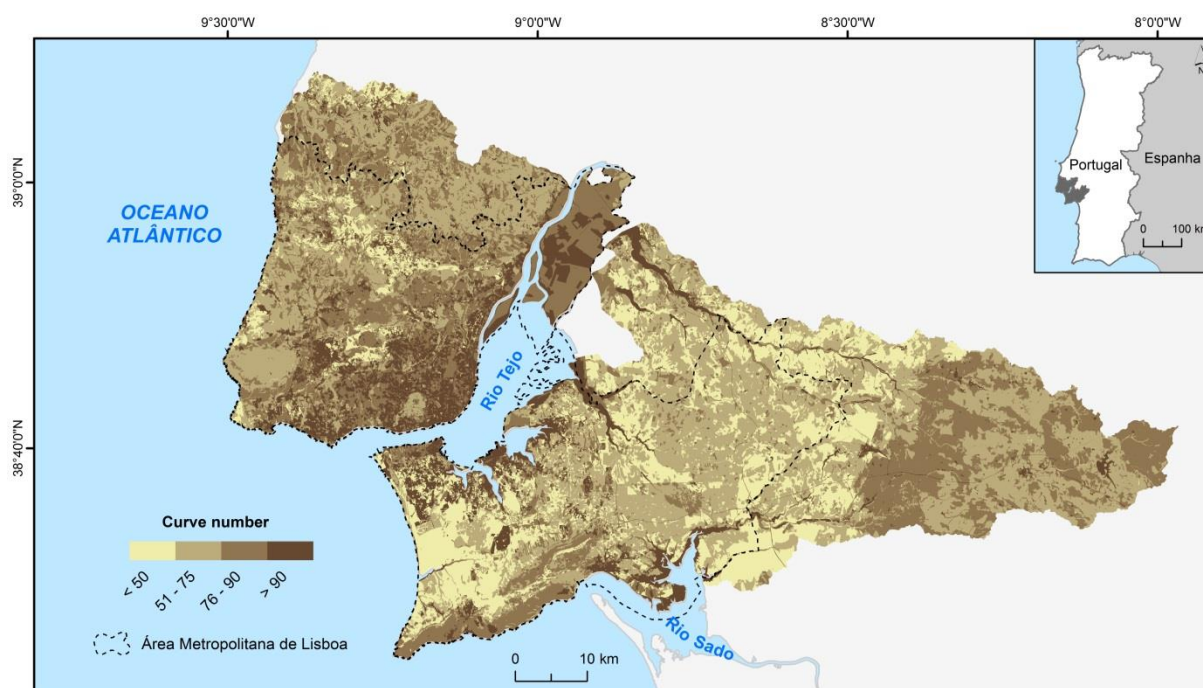 9°30'0"W
9°0'0"W
8°30'0"W
8°0'0"W
39°0'0"N
38°40'0"N
OCEANO
ATLÂNTICO
Rio Tejo
Rio Sado
Portugal
Espanha
0 100 km
N
Curve number
< 50
51 - 75
76 - 90
> 90
Área Metropolitana de Lisboa
0 10 km